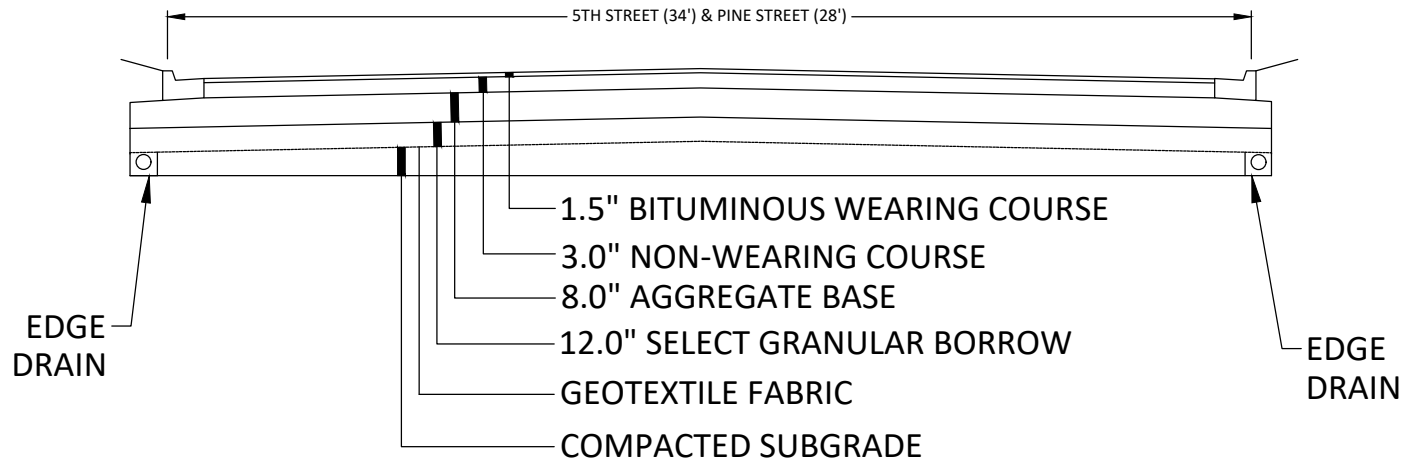 5TH STREET (34') & PINE STREET (28')
1.5" BITUMINOUS WEARING COURSE
3.0" NON-WEARING COURSE
8.0" AGGREGATE BASE
12.0" SELECT GRANULAR BORROW
GEOTEXTILE FABRIC
COMPACTED SUBGRADE
EDGE
DRAIN
EDGE
DRAIN